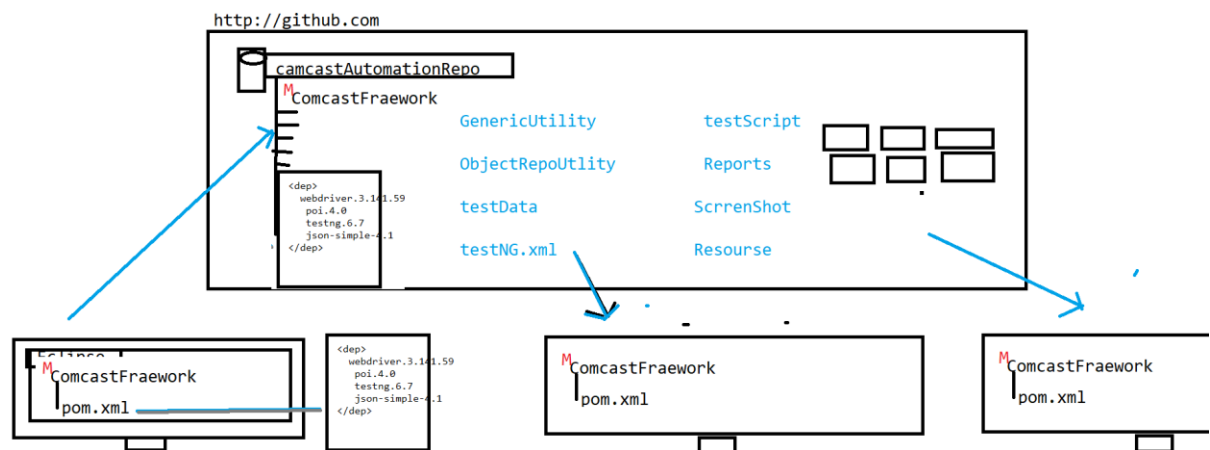 http://github.com
camcastAutomationRepo
M
ComcastFraework
GenericUtility
testScript
ObjectRepoUtlity
Reports
testData
ScrrenShot
testNG.xml
Resourse
<dep>
webdriver.3.141.59
poi.4.0
testng.6.7
json-simple-4.1
</dep>
Eclipse
M
ComcastFraework
pom.xml
<dep>
webdriver.3.141.59
poi.4.0
testng.6.7
json-simple-4.1
</dep>
M
ComcastFraework
pom.xml
M
ComcastFraework
pom.xml